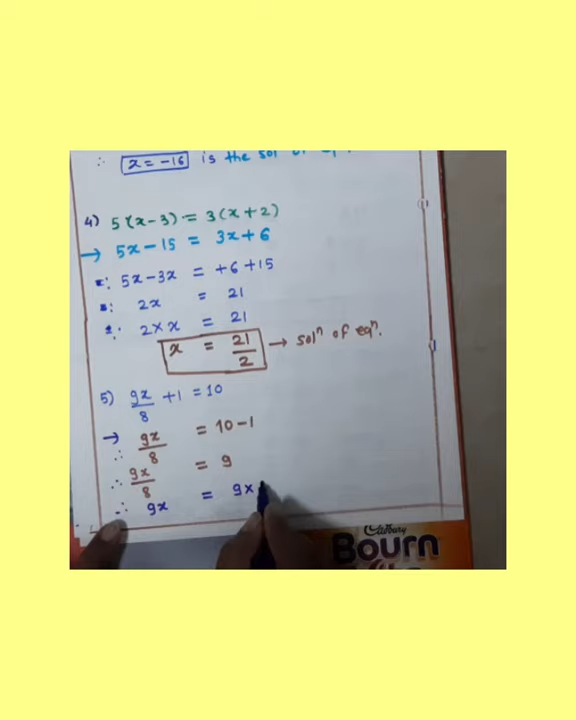 ∴ x = -16 is the sol
4) 5(x-3) = 3(x+2)
→ 5x-15 = 3x+6
∴ 5x-3x = +6+15
∴ 2x = 21
∴ 2×x = 21
x = 21/2 → solⁿ of eqⁿ.
5) 9x/8 +1 = 10
→ 9x/8 = 10-1
∴ 9x/8 = 9
∴ 9x = 9×
Cadbury
Bourn